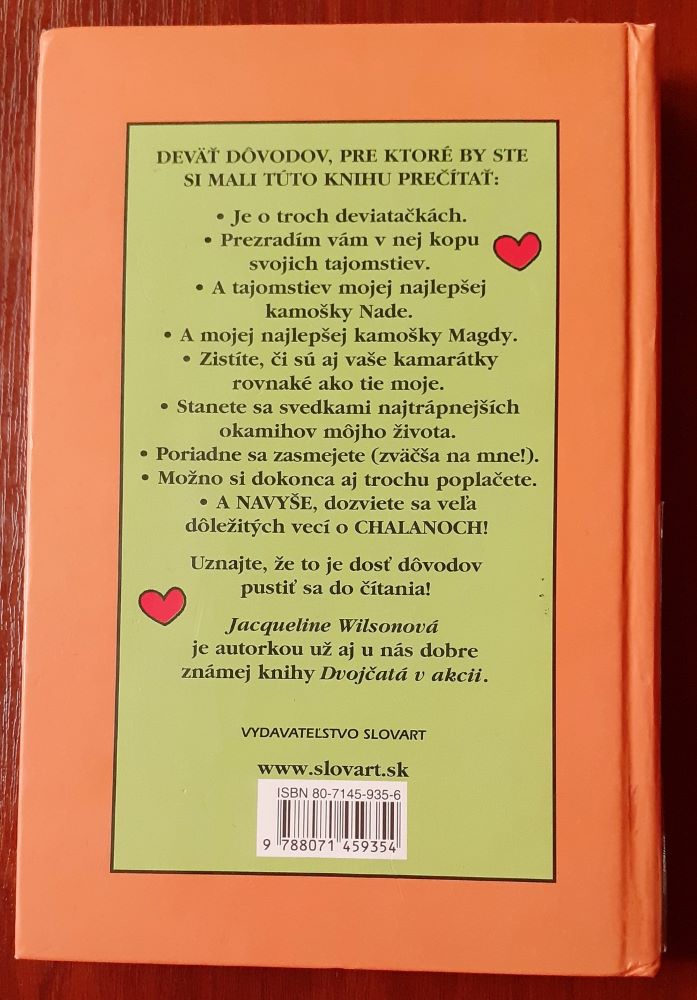 DEVÄŤ DÔVODOV, PRE KTORÉ BY STE
SI MALI TÚTO KNIHU PREČÍTAŤ:
• Je o troch deviatačkách.
• Prezradím vám v nej kopu
svojich tajomstiev.
• A tajomstiev mojej najlepšej
kamošky Nade.
• A mojej najlepšej kamošky Magdy.
• Zistíte, či sú aj vaše kamarátky
rovnaké ako tie moje.
• Stanete sa svedkami najtrápnejších
okamihov môjho života.
• Poriadne sa zasmejete (zväčša na mne!).
• Možno si dokonca aj trochu poplačete.
• A NAVYŠE, dozviete sa veľa
dôležitých vecí o CHALANOCH!
Uznajte, že to je dosť dôvodov
pustiť sa do čítania!
Jacqueline Wilsonová
je autorkou už aj u nás dobre
známej knihy Dvojčatá v akcii.
VYDAVATEĽSTVO SLOVART
www.slovart.sk
ISBN 80-7145-935-6
9 788071 459354